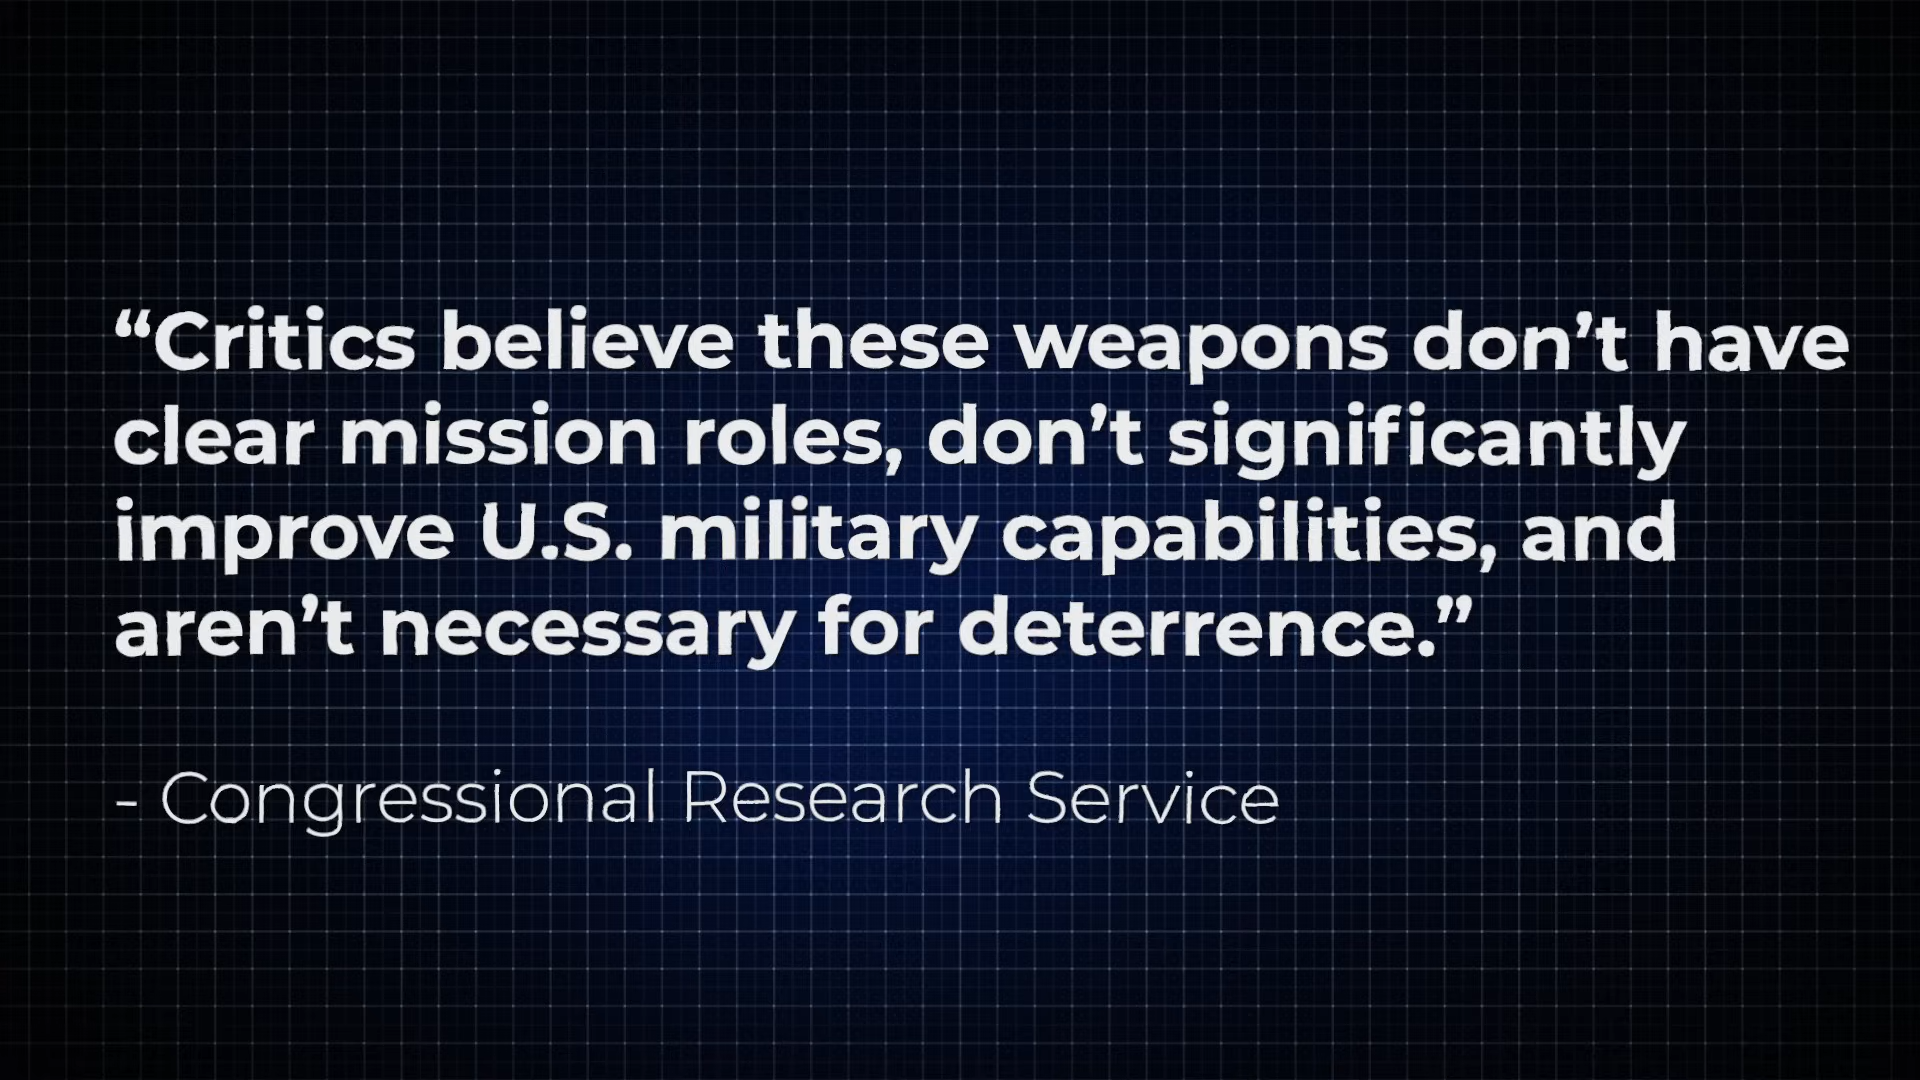 “Critics believe these weapons don’t have
clear mission roles, don’t significantly
improve U.S. military capabilities, and
aren’t necessary for deterrence.”
- Congressional Research Service